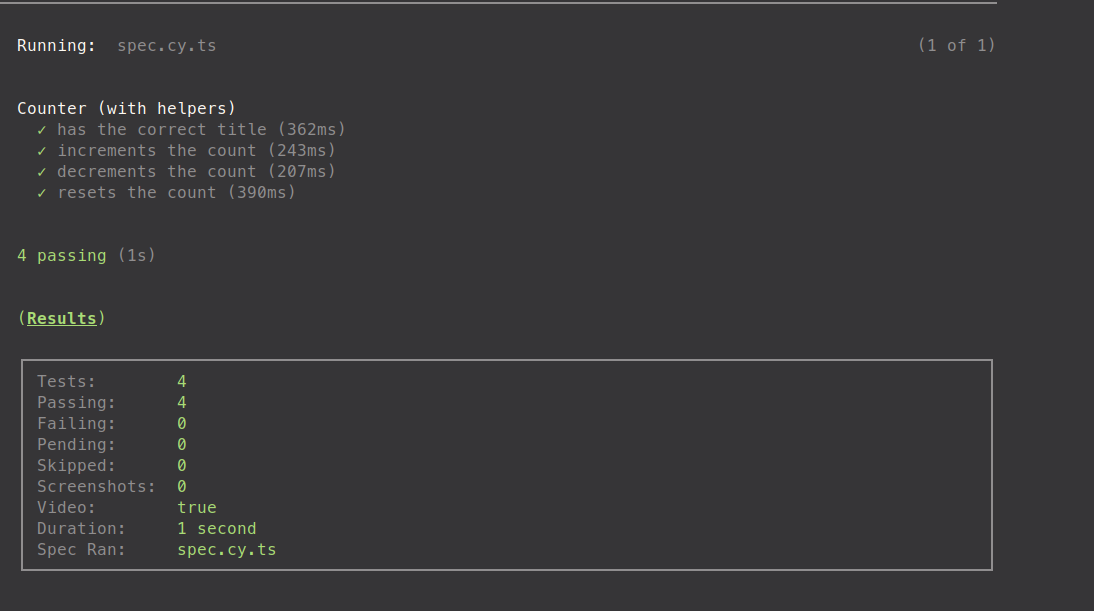 Running: spec.cy.ts (1 of 1)
Counter (with helpers)
✓ has the correct title (362ms)
✓ increments the count (243ms)
✓ decrements the count (207ms)
✓ resets the count (390ms)
4 passing (1s)
(Results)
Tests: 4
Passing: 4
Failing: 0
Pending: 0
Skipped: 0
Screenshots: 0
Video: true
Duration: 1 second
Spec Ran: spec.cy.ts